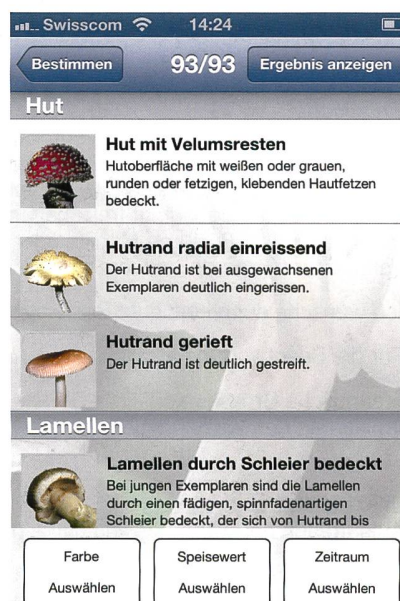 Swisscom 14:24
Bestimmen 93/93 Ergebnis anzeigen
Hut
Hut mit Velumsresten
Hutoberfläche mit weißen oder grauen,
runden oder fetzigen, klebenden Hautfetzen
bedeckt.
Hutrand radial einreissend
Der Hutrand ist bei ausgewachsenen
Exemplaren deutlich eingerissen.
Hutrand gerieft
Der Hutrand ist deutlich gestreift.
Lamellen
Lamellen durch Schleier bedeckt
Bei jungen Exemplaren sind die Lamellen
durch einen fädigen, spinnfadenartigen
Schleier bedeckt, der sich von Hutrand bis
Farbe Speisewert Zeitraum
Auswählen Auswählen Auswählen